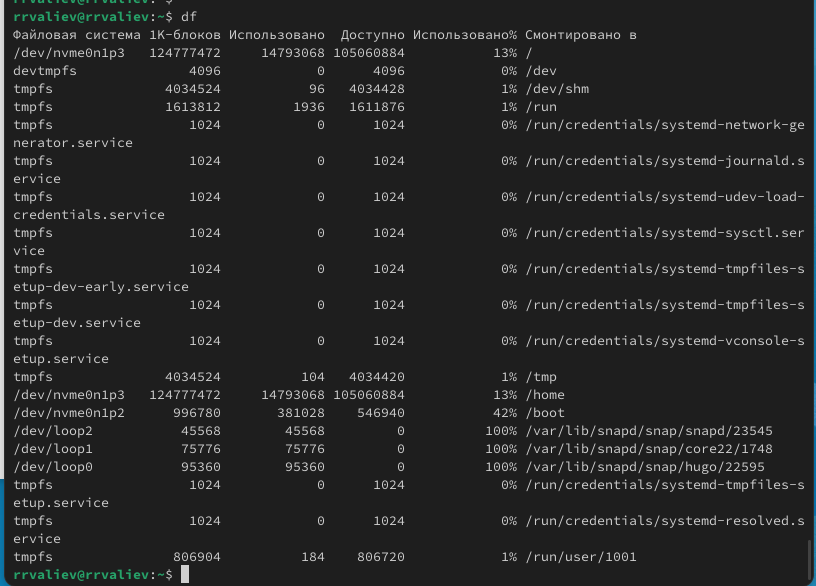 rrvaliev@rrvaliev:~$ df
Файловая система 1K-блоков Использовано  Доступно Использовано% Смонтировано в
/dev/nvme0n1p3   124777472     14793068 105060884           13% /
devtmpfs              4096            0      4096            0% /dev
tmpfs              4034524           96   4034428            1% /dev/shm
tmpfs              1613812         1936   1611876            1% /run
tmpfs                 1024            0      1024            0% /run/credentials/systemd-network-ge
nerator.service
tmpfs                 1024            0      1024            0% /run/credentials/systemd-journald.s
ervice
tmpfs                 1024            0      1024            0% /run/credentials/systemd-udev-load-
credentials.service
tmpfs                 1024            0      1024            0% /run/credentials/systemd-sysctl.ser
vice
tmpfs                 1024            0      1024            0% /run/credentials/systemd-tmpfiles-s
etup-dev-early.service
tmpfs                 1024            0      1024            0% /run/credentials/systemd-tmpfiles-s
etup-dev.service
tmpfs                 1024            0      1024            0% /run/credentials/systemd-vconsole-s
etup.service
tmpfs              4034524          104   4034420            1% /tmp
/dev/nvme0n1p3   124777472     14793068 105060884           13% /home
/dev/nvme0n1p2      996780       381028    546940           42% /boot
/dev/loop2           45568        45568         0          100% /var/lib/snapd/snap/snapd/23545
/dev/loop1           75776        75776         0          100% /var/lib/snapd/snap/core22/1748
/dev/loop0           95360        95360         0          100% /var/lib/snapd/snap/hugo/22595
tmpfs                 1024            0      1024            0% /run/credentials/systemd-tmpfiles-s
etup.service
tmpfs                 1024            0      1024            0% /run/credentials/systemd-resolved.s
ervice
tmpfs               806904          184    806720            1% /run/user/1001
rrvaliev@rrvaliev:~$